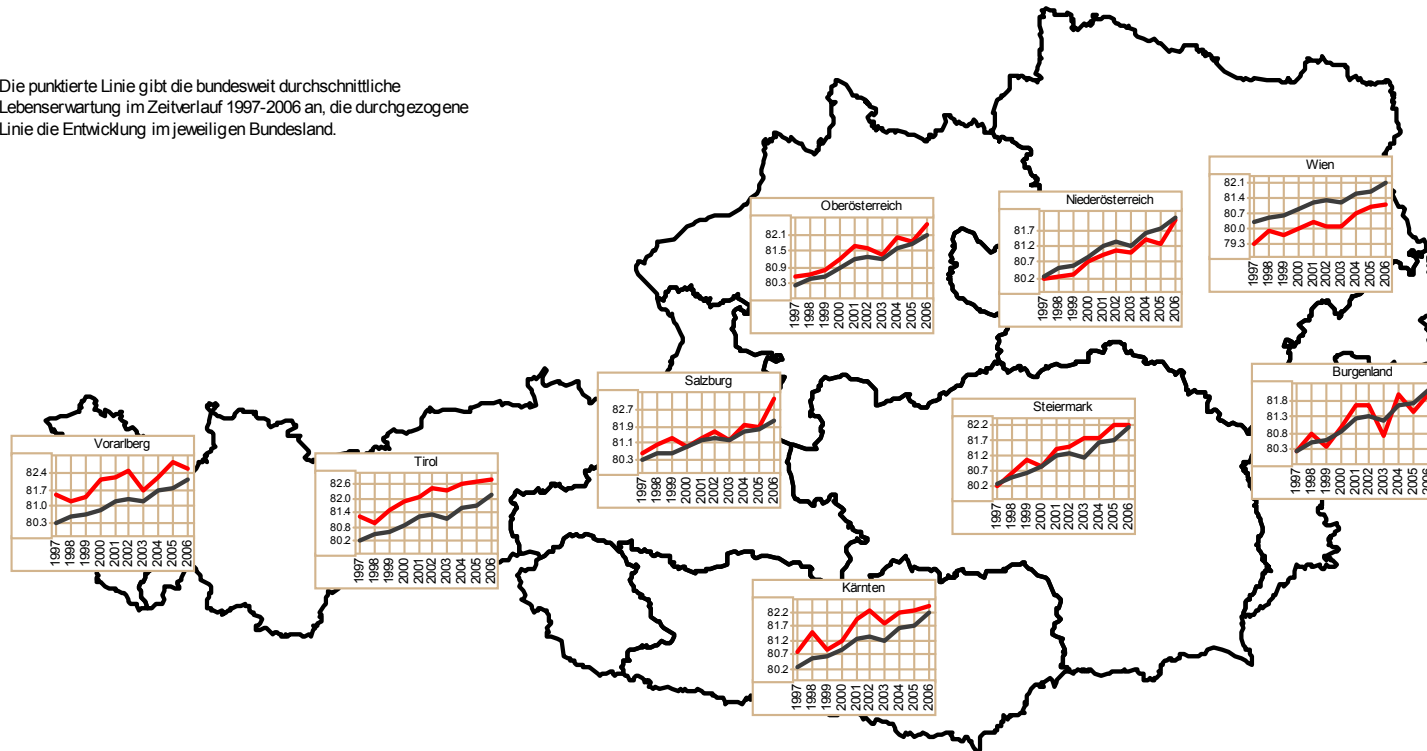 Die punktierte Linie gibt die bundesweit durchschnittliche
Lebenserwartung im Zeitverlauf 1997-2006 an, die durchgezogene
Linie die Entwicklung im jeweiligen Bundesland.
Wien
82.1
81.4
80.7
80.0
79.3
1997 1998 1999 2000 2001 2002 2003 2004 2005 2006
Niederösterreich
81.7
81.2
80.7
80.2
1997 1998 1999 2000 2001 2002 2003 2004 2005 2006
Oberösterreich
82.1
81.5
80.9
80.3
1997 1998 1999 2000 2001 2002 2003 2004 2005 2006
Burgenland
81.8
81.3
80.8
80.3
1997 1998 1999 2000 2001 2002 2003 2004 2005
Salzburg
82.7
81.9
81.1
80.3
1997 1998 1999 2000 2001 2002 2003 2004 2005 2006
Steiermark
82.2
81.7
81.2
80.7
80.2
1997 1998 1999 2000 2001 2002 2003 2004 2005 2006
Vorarlberg
82.4
81.7
81.0
80.3
1997 1998 1999 2000 2001 2002 2003 2004 2005 2006
Tirol
82.6
82.0
81.4
80.8
80.2
1997 1998 1999 2000 2001 2002 2003 2004 2005 2006
Kärnten
82.2
81.7
81.2
80.7
80.2
1997 1998 1999 2000 2001 2002 2003 2004 2005 2006